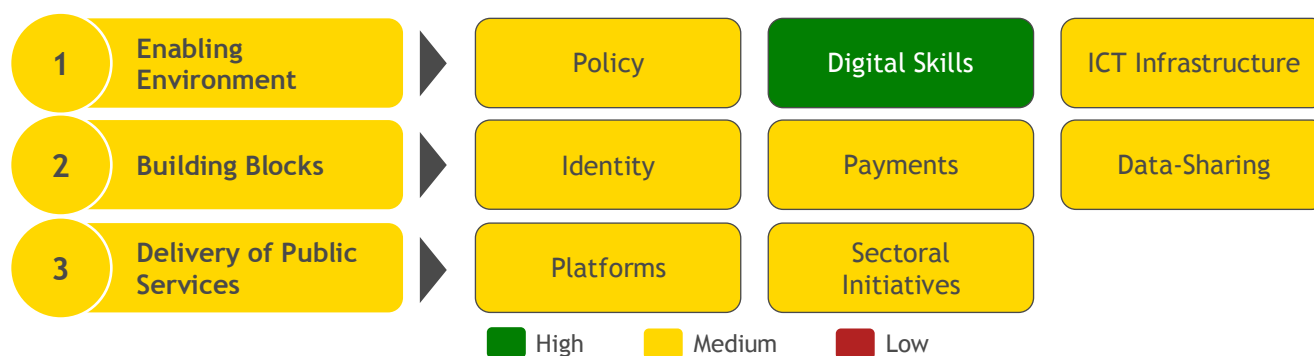 1
Enabling
Environment
Policy
Digital Skills
ICT Infrastructure
2
Building Blocks
Identity
Payments
Data-Sharing
3
Delivery of Public
Services
Platforms
Sectoral
Initiatives
High
Medium
Low